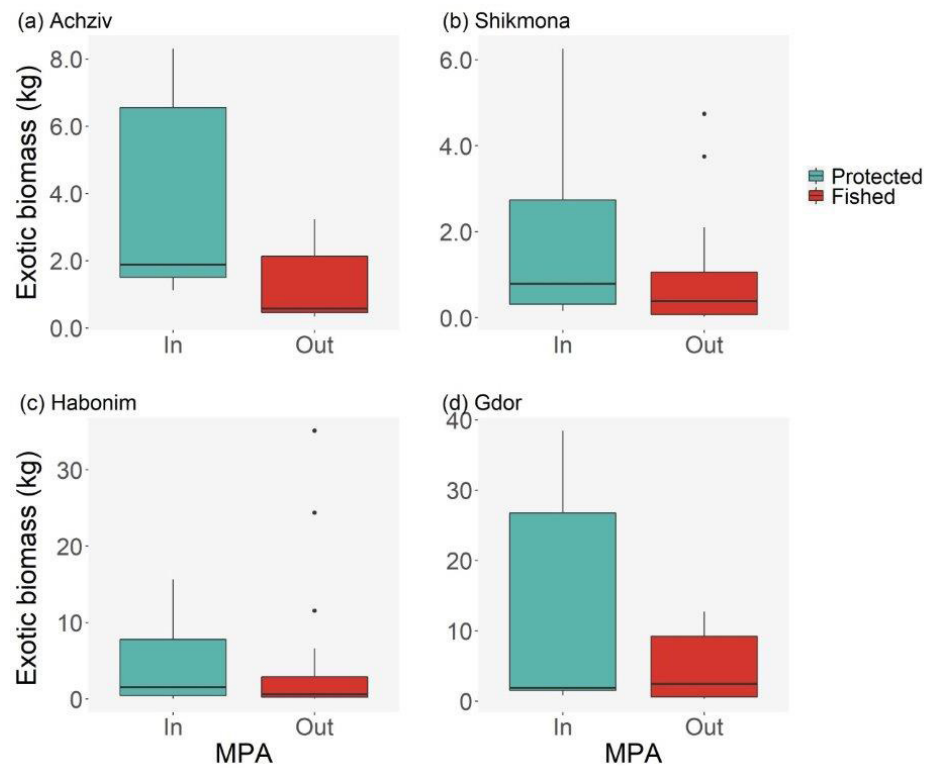 (a) Achziv
(b) Shikmona
Exotic biomass (kg)
8.0
6.0
4.0
2.0
0.0
In
Out
6.0
4.0
2.0
0.0
In
Out
Protected
Fished
(c) Habonim
(d) Gdor
Exotic biomass (kg)
30
20
10
0
In
Out
MPA
40
30
20
10
0
In
Out
MPA